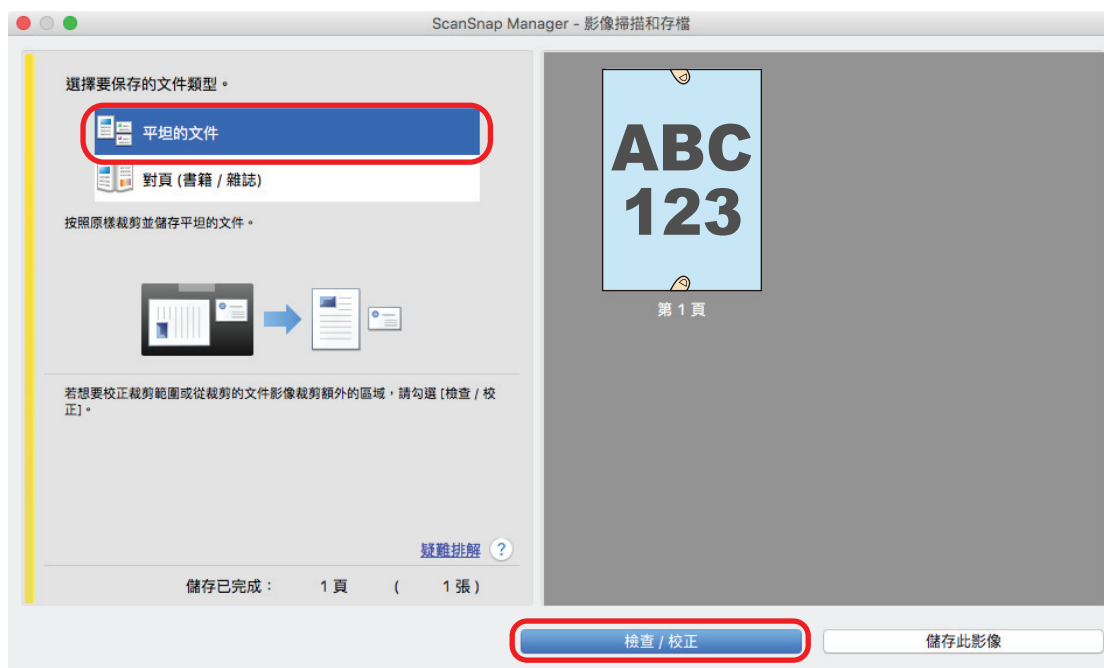 ScanSnap Manager - 影像掃描和存檔
選擇要保存的文件類型。
平坦的文件
對頁 (書籍 / 雜誌)
按照原樣裁剪並儲存平坦的文件。
若想要校正裁剪範圍或從裁剪的文件影像裁剪額外的區域，請勾選 [檢查 / 校
正]。
疑難排解 ?
儲存已完成： 1 頁 ( 1 張 )
ABC
123
第 1 頁
檢查 / 校正
儲存此影像